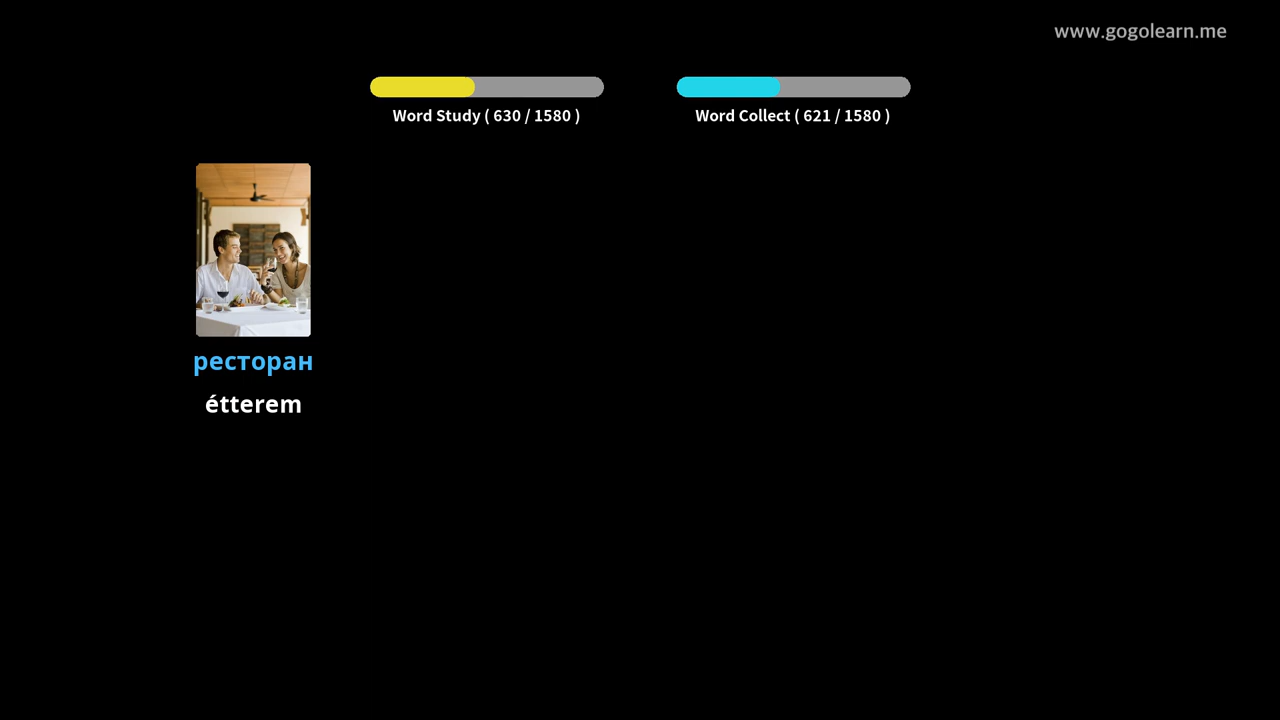 www.gogolearn.me
Word Study ( 630 / 1580 )
Word Collect ( 621 / 1580 )
ресторан
étterem